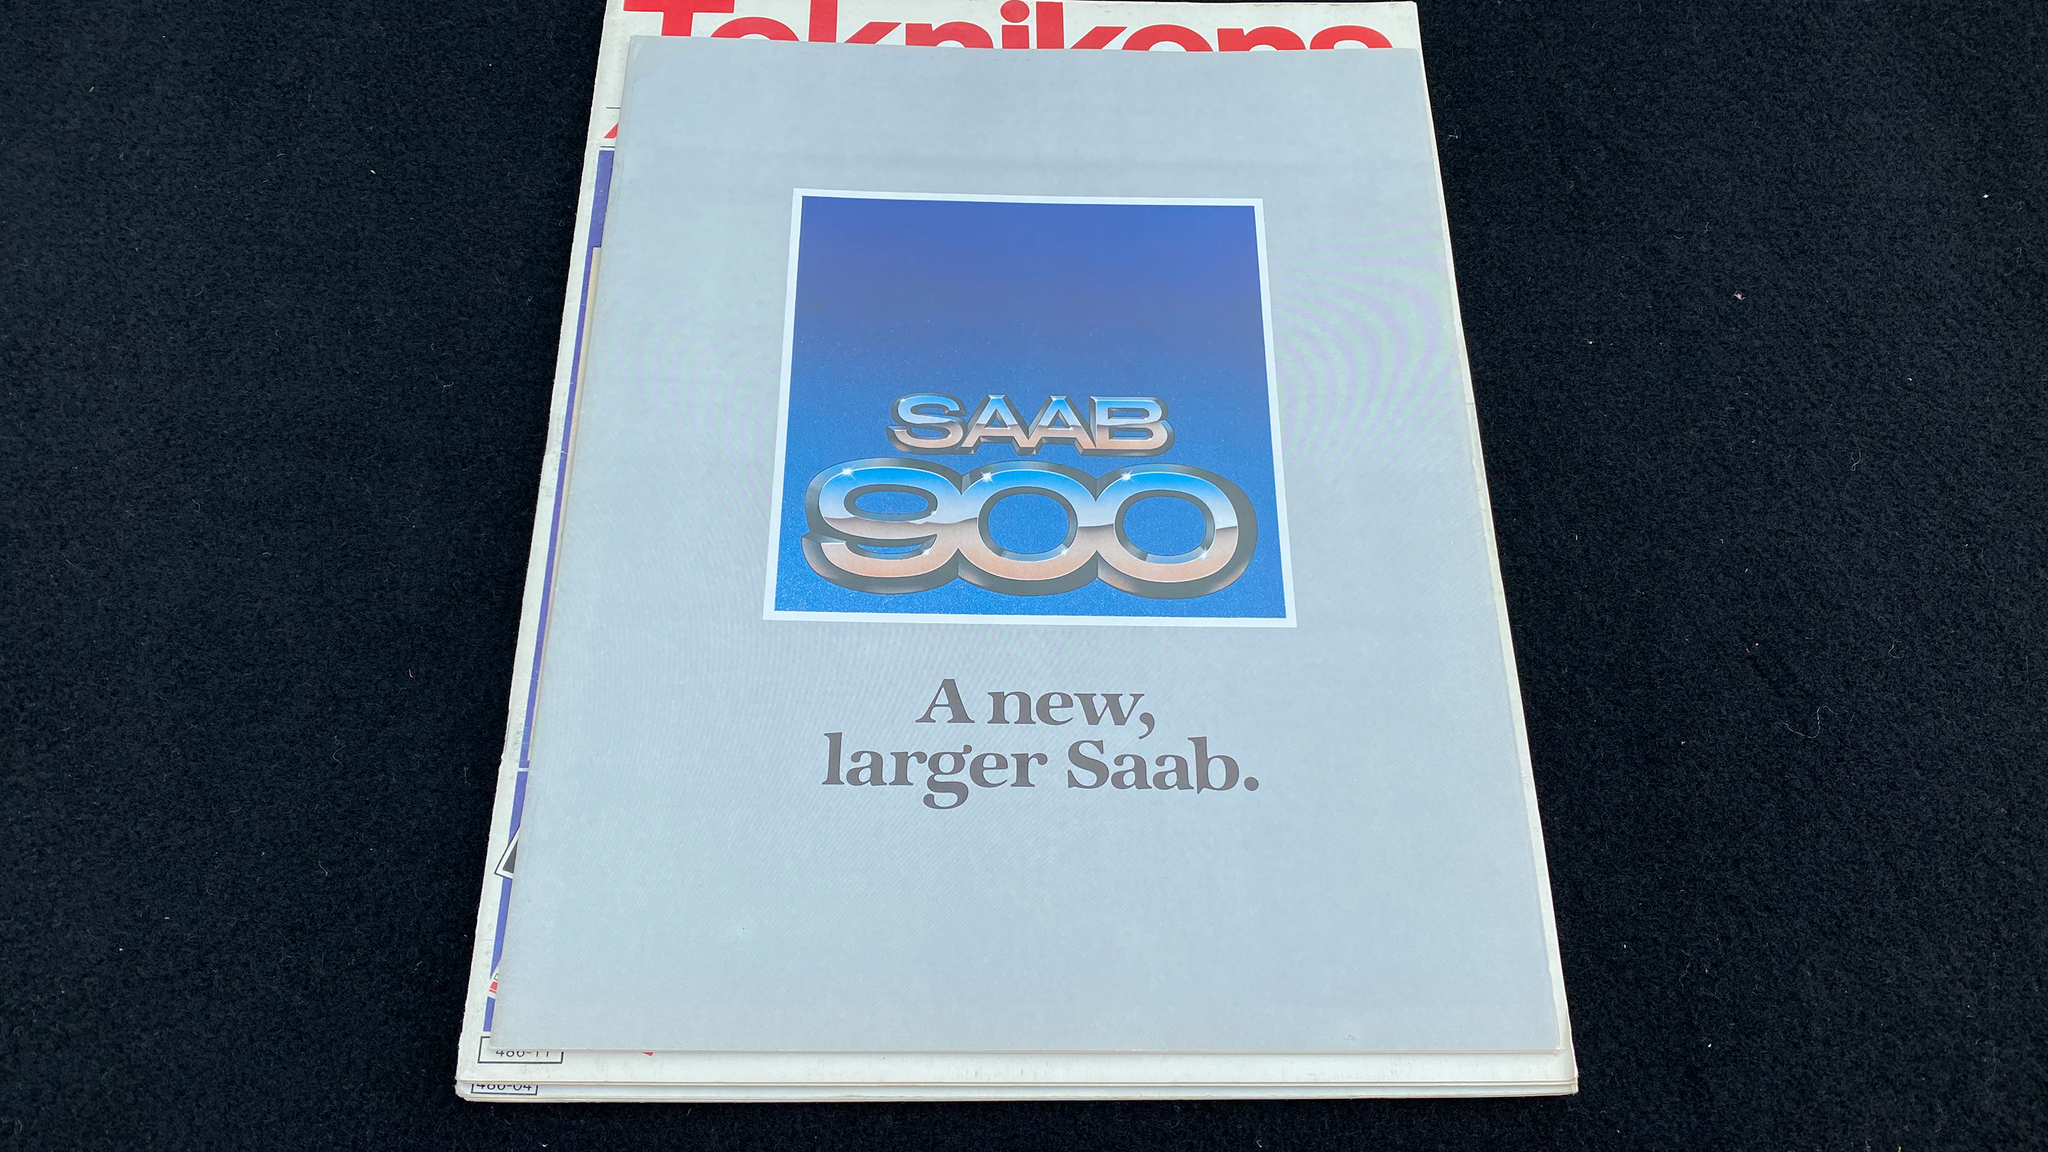 Teknikens
SAAB
900
A new,
larger Saab.
486-11
486-04